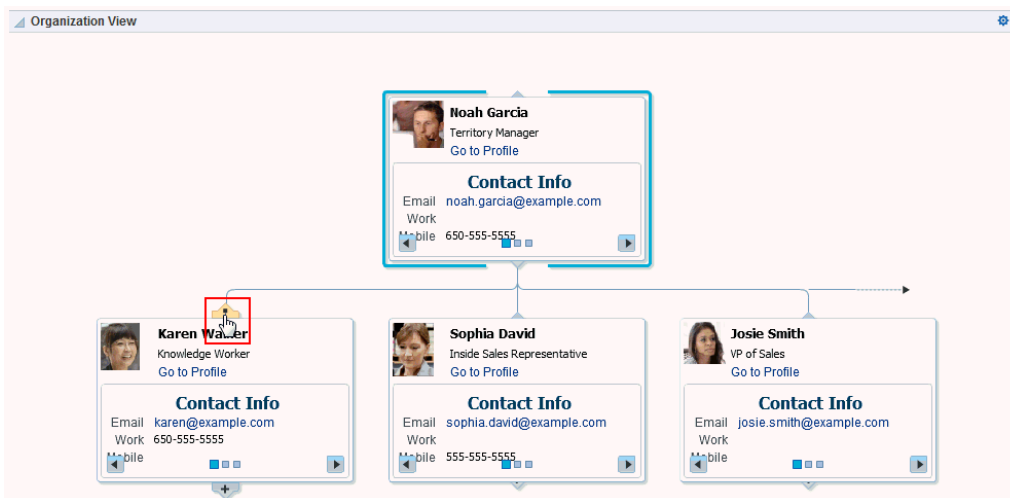 Organization View
Noah Garcia
Territory Manager
Go to Profile
Contact Info
Email noah.garcia@example.com
Work
Mobile 650-555-5555
Karen Walker
Knowledge Worker
Go to Profile
Contact Info
Email karen@example.com
Work 650-555-5555
Mobile
Sophia David
Inside Sales Representative
Go to Profile
Contact Info
Email sophia.david@example.com
Work
Mobile 555-555-5555
Josie Smith
VP of Sales
Go to Profile
Contact Info
Email josie.smith@example.com
Work
Mobile